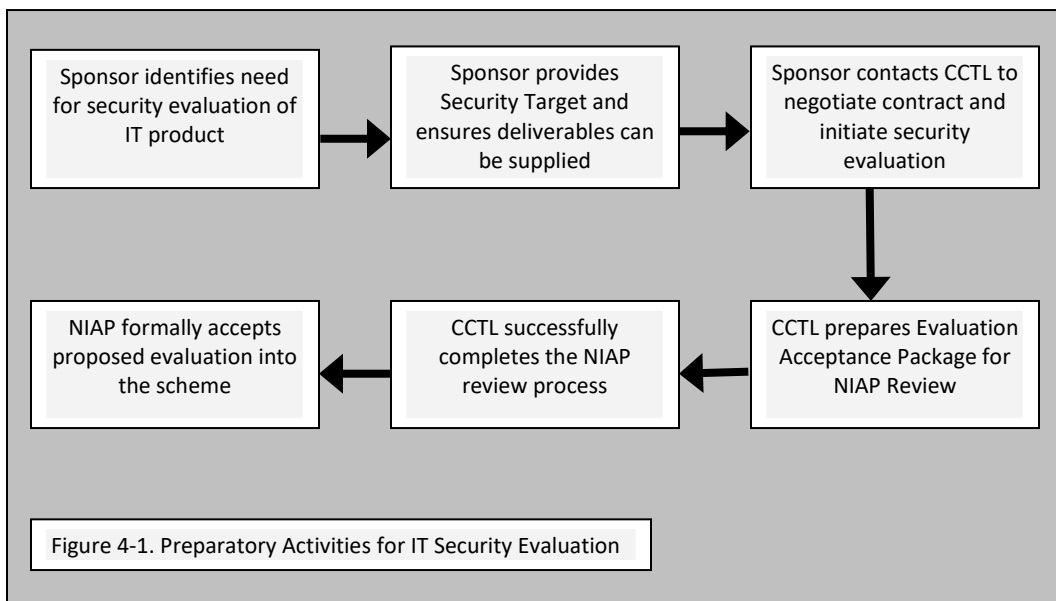 Sponsor identifies need
for security evaluation of
IT product
Sponsor provides
Security Target and
ensures deliverables can
be supplied
Sponsor contacts CCTL to
negotiate contract and
initiate security
evaluation
CCTL prepares Evaluation
Acceptance Package for
NIAP Review
CCTL successfully
completes the NIAP
review process
NIAP formally accepts
proposed evaluation into
the scheme
Figure 4-1. Preparatory Activities for IT Security Evaluation